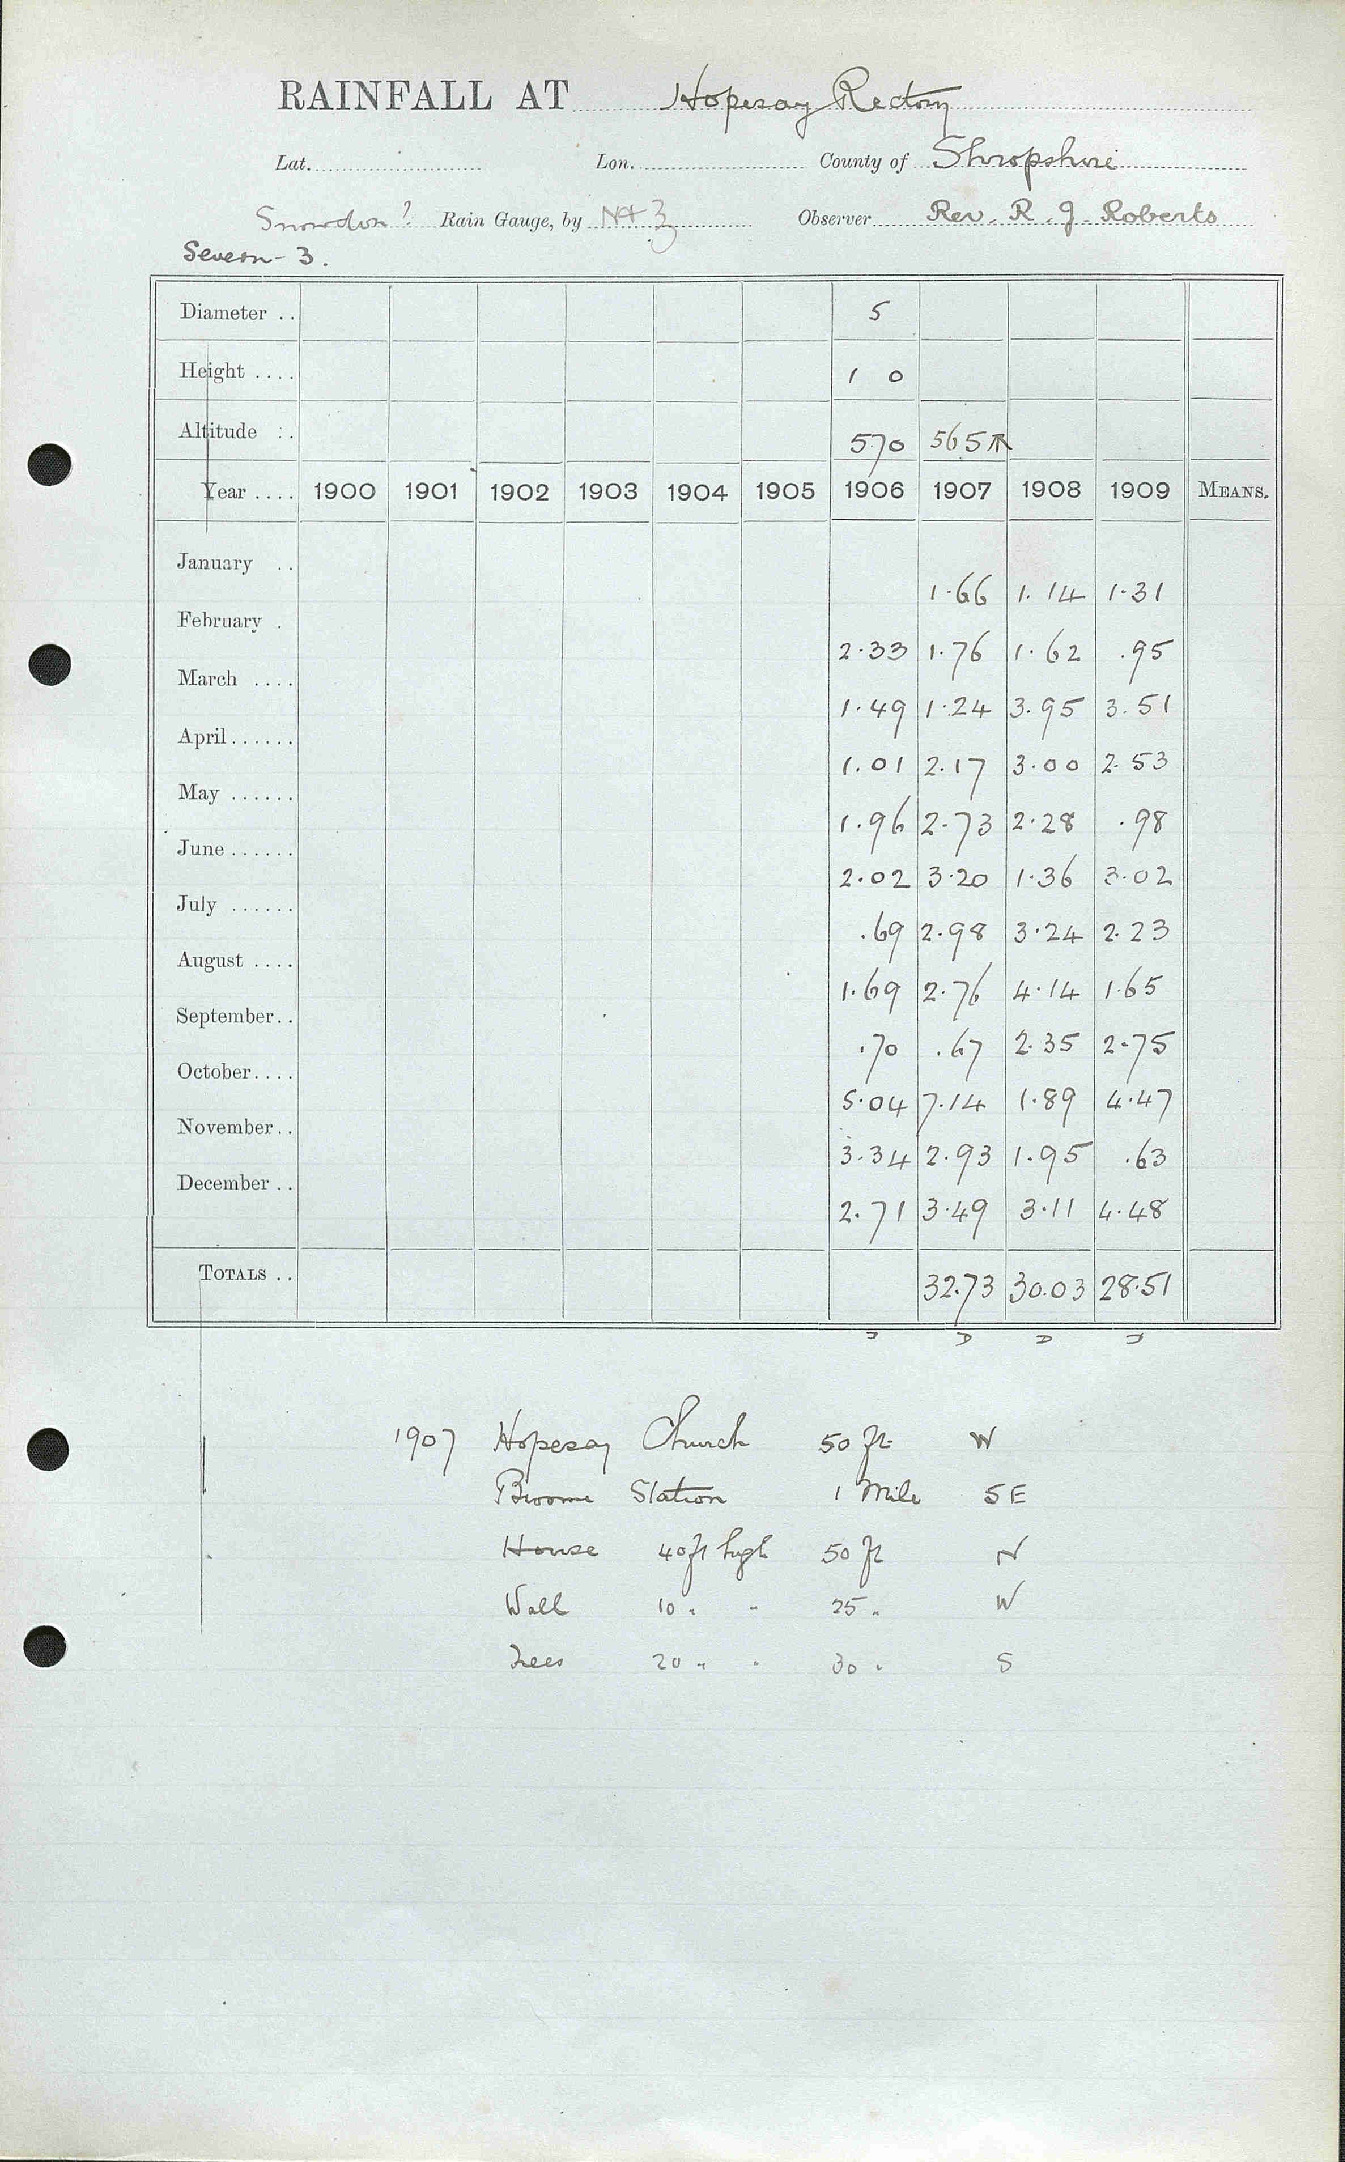 RAINFALL AT Hopesay Rectory
Lat. Lon. County of Shropshire
Snowdon? Rain Gauge, by N+Z Observer Rev. R. J. Roberts
Severn - 3.
Diameter .. 5
Height .... 1 0
Altitude .. 570 565
Year .... 1900 1901 1902 1903 1904 1905 1906 1907 1908 1909 MEANS.
January .. 1.66 1.14 1.31
February . 2.33 1.76 1.62 .95
March .... 1.49 1.24 3.95 3.51
April...... 1.01 2.17 3.00 2.53
May ...... 1.96 2.73 2.28 .98
June ...... 2.02 3.20 1.36 3.02
July ...... .69 2.98 3.24 2.23
August .... 1.69 2.76 4.14 1.65
September.. .70 .67 2.35 2.75
October.... 5.04 7.14 1.89 4.47
November.. 3.34 2.93 1.95 .63
December .. 2.71 3.49 3.11 4.48
TOTALS .. 32.73 30.03 28.51
1907 Hopesay Church 50 ft W
Broome Station 1 Mile SE
House 40 ft high 50 ft N
Wall 10 " " 25 " W
Trees 20 " " 30 " S